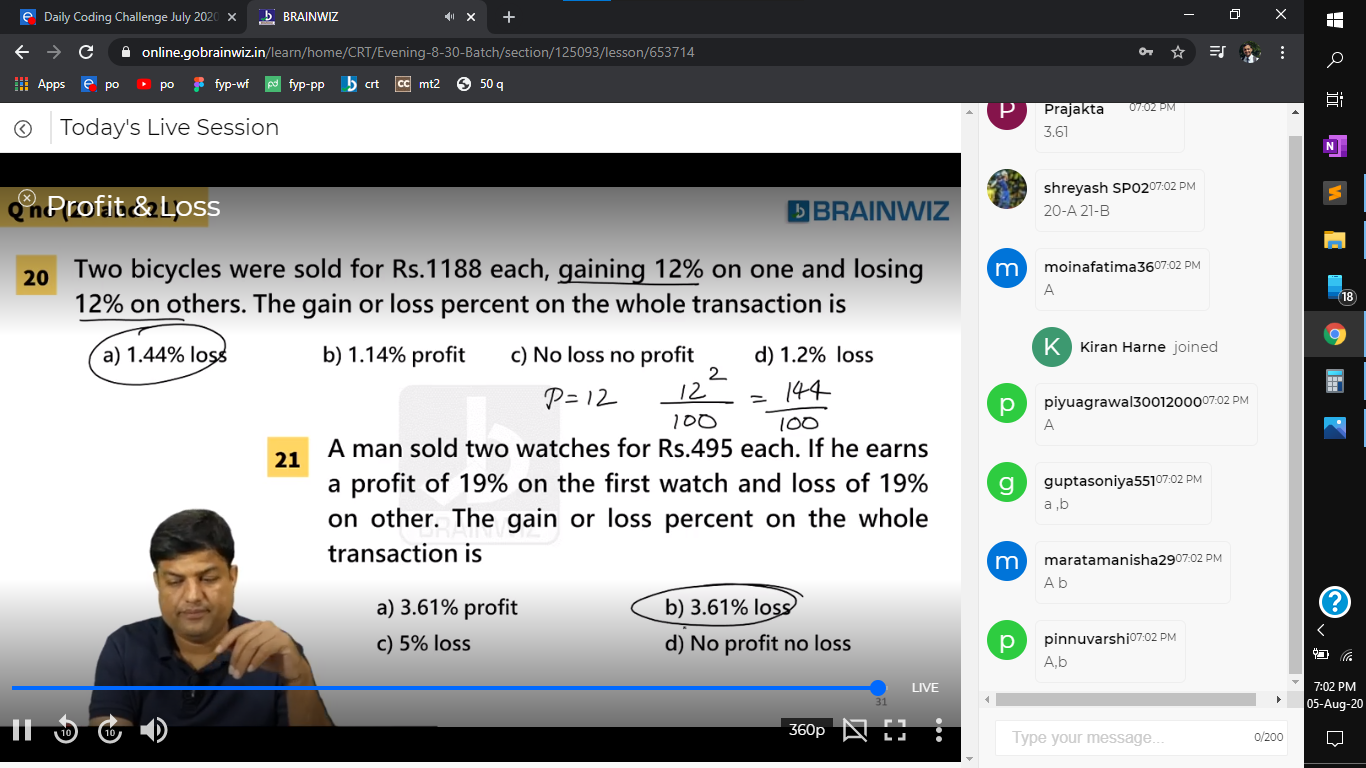 Daily Coding Challenge July 2020
BRAINWIZ
online.gobrainwiz.in/learn/home/CRT/Evening-8-30-Batch/section/125093/lesson/653714
Apps po po fyp-wf fyp-pp crt mt2 50 q
Today's Live Session
Profit & Loss
BRAINWIZ
20 Two bicycles were sold for Rs.1188 each, gaining 12% on one and losing
12% on others. The gain or loss percent on the whole transaction is
a) 1.44% loss b) 1.14% profit c) No loss no profit d) 1.2% loss
P = 12 12² / 100 = 144 / 100
21 A man sold two watches for Rs.495 each. If he earns
a profit of 19% on the first watch and loss of 19%
on other. The gain or loss percent on the whole
transaction is
a) 3.61% profit b) 3.61% loss
c) 5% loss d) No profit no loss
BRAINWIZ
LIVE
31
10 10 360p
Prajakta 07:02 PM
3.61
shreyash SP02 07:02 PM
20-A 21-B
moinafatima36 07:02 PM
A
K Kiran Harne joined
p piyuagrawal30012000 07:02 PM
A
g guptasoniya551 07:02 PM
a ,b
m maratamanisha29 07:02 PM
A b
p pinnuvarshi 07:02 PM
A,b
Type your message... 0/200
18
7:02 PM
05-Aug-20